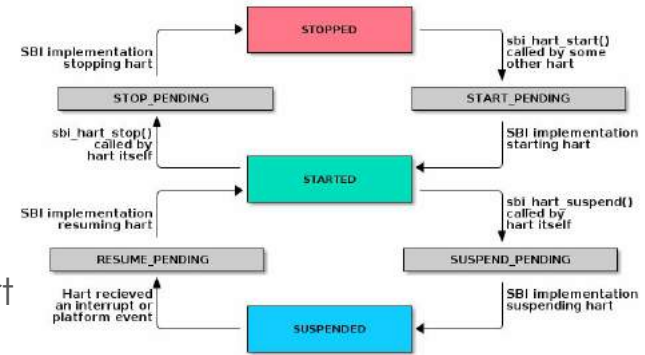 STOPPED
SBI implementation
stopping hart
sbi_hart_start()
called by some
other hart
STOP_PENDING
START_PENDING
sbi_hart_stop()
called by
hart itself
SBI implementation
starting hart
STARTED
SBI implementation
resuming hart
sbi_hart_suspend()
called by
hart itself
RESUME_PENDING
SUSPEND_PENDING
Hart recieved
an interrupt or
platform event
SBI implementation
suspending hart
SUSPENDED